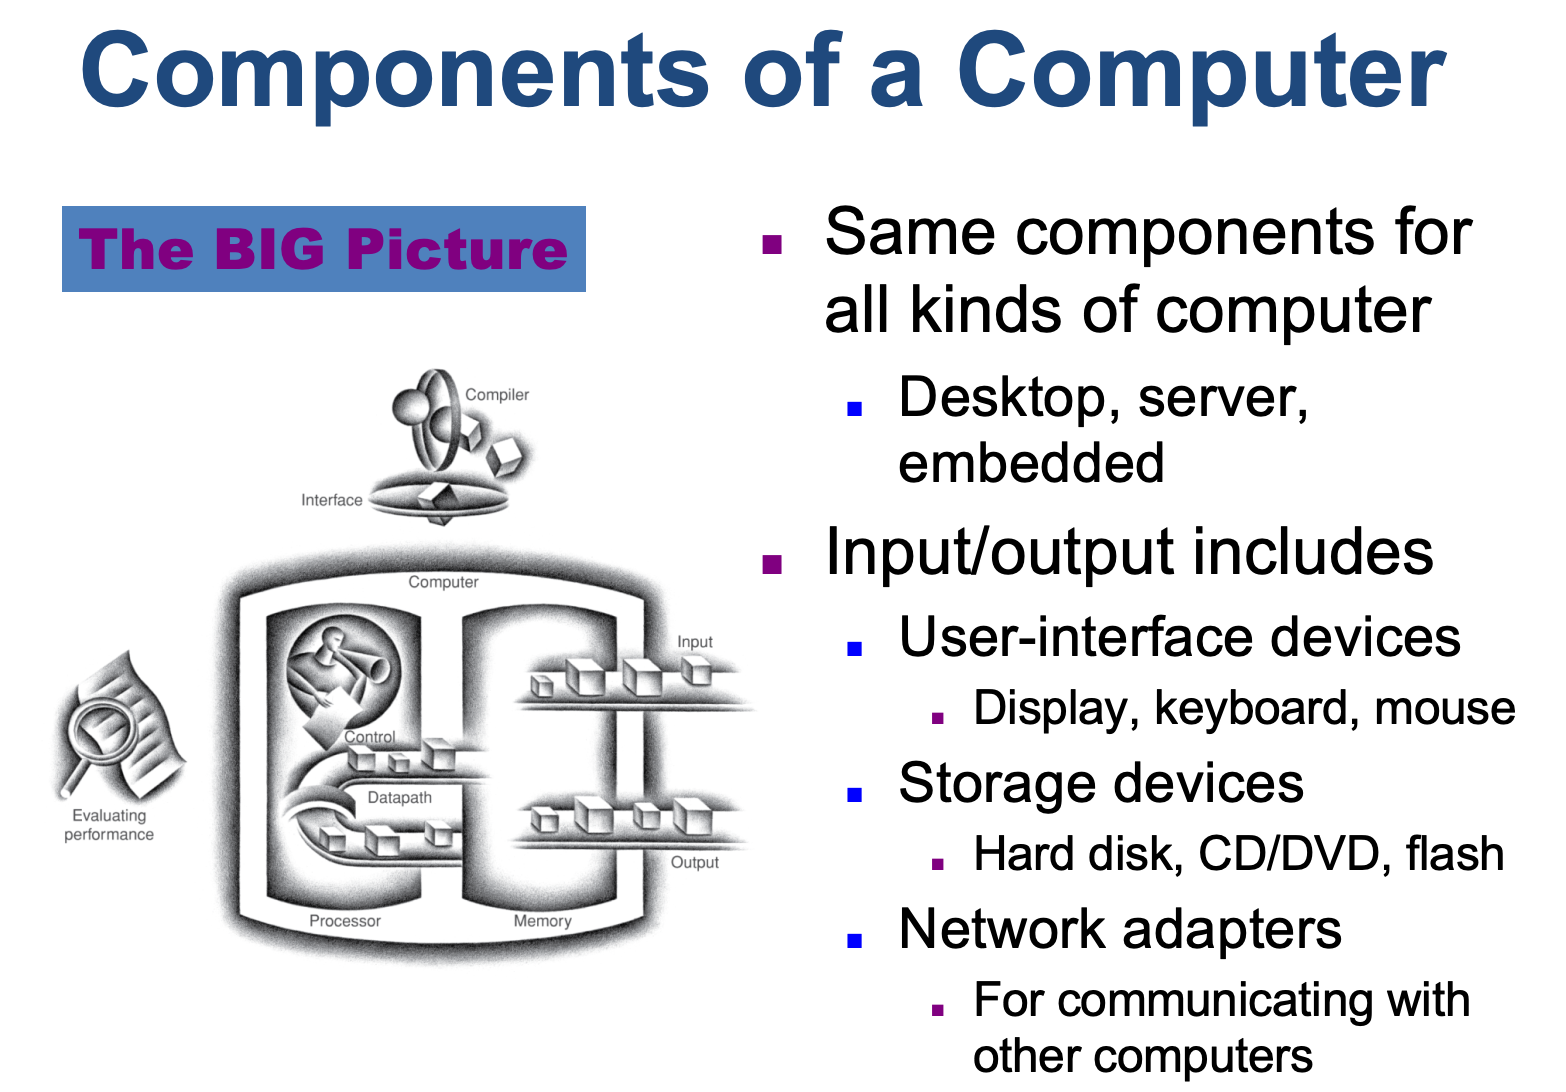 Components of a Computer
The BIG Picture
Compiler
Interface
Computer
Input
Control
Datapath
Evaluating
performance
Output
Processor
Memory
Same components for
all kinds of computer
Desktop, server,
embedded
Input/output includes
User-interface devices
Display, keyboard, mouse
Storage devices
Hard disk, CD/DVD, flash
Network adapters
For communicating with
other computers